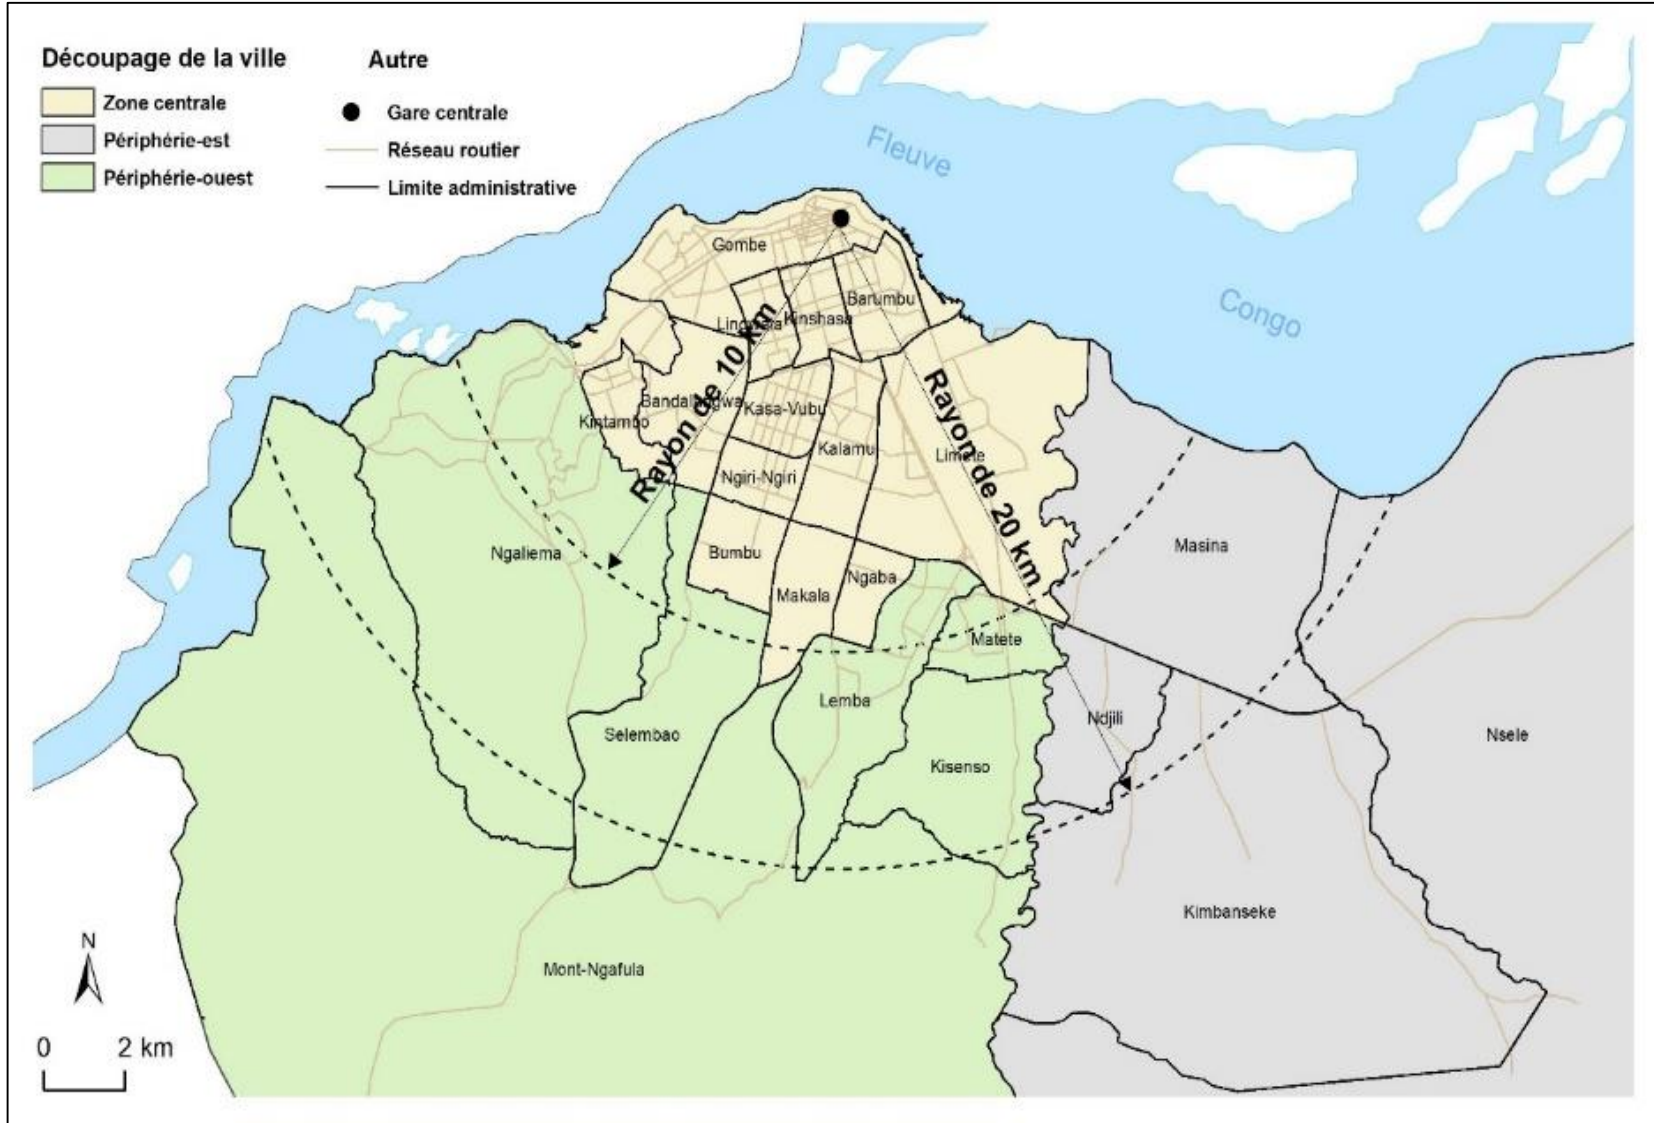 Découpage de la ville
Zone centrale
Périphérie-est
Périphérie-ouest
Autre
Gare centrale
Réseau routier
Limite administrative
Fleuve
Congo
Gombe
Barumbu
Lingwala
Kinshasa
Rayon de 10 km
Rayon de 20 km
Bandalungwa
Kasa-Vubu
Kintambo
Kalamu
Limete
Ngiri-Ngiri
Ngaliema
Bumbu
Masina
Makala
Ngaba
Matete
Lemba
Ndjili
Selembao
Nsele
Kisenso
Kimbanseke
Mont-Ngafula
N
0 2 km